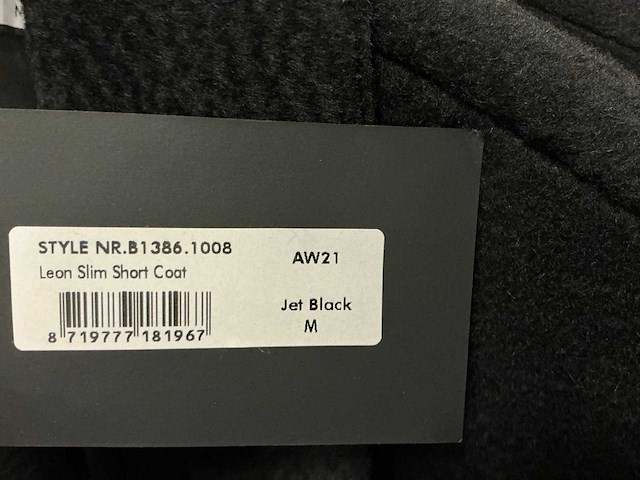 STYLE NR.B1386.1008
Leon Slim Short Coat
8 719777 181967
AW21
Jet Black
M